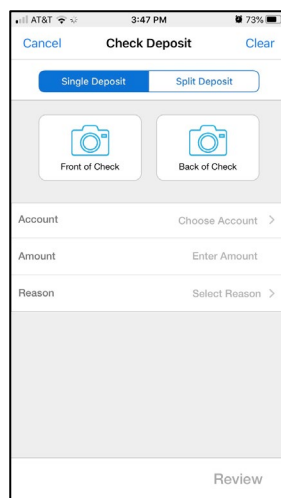 AT&T 3:47 PM 73%
Cancel Check Deposit Clear
Single Deposit Split Deposit
Front of Check Back of Check
Account Choose Account >
Amount Enter Amount
Reason Select Reason >
Review